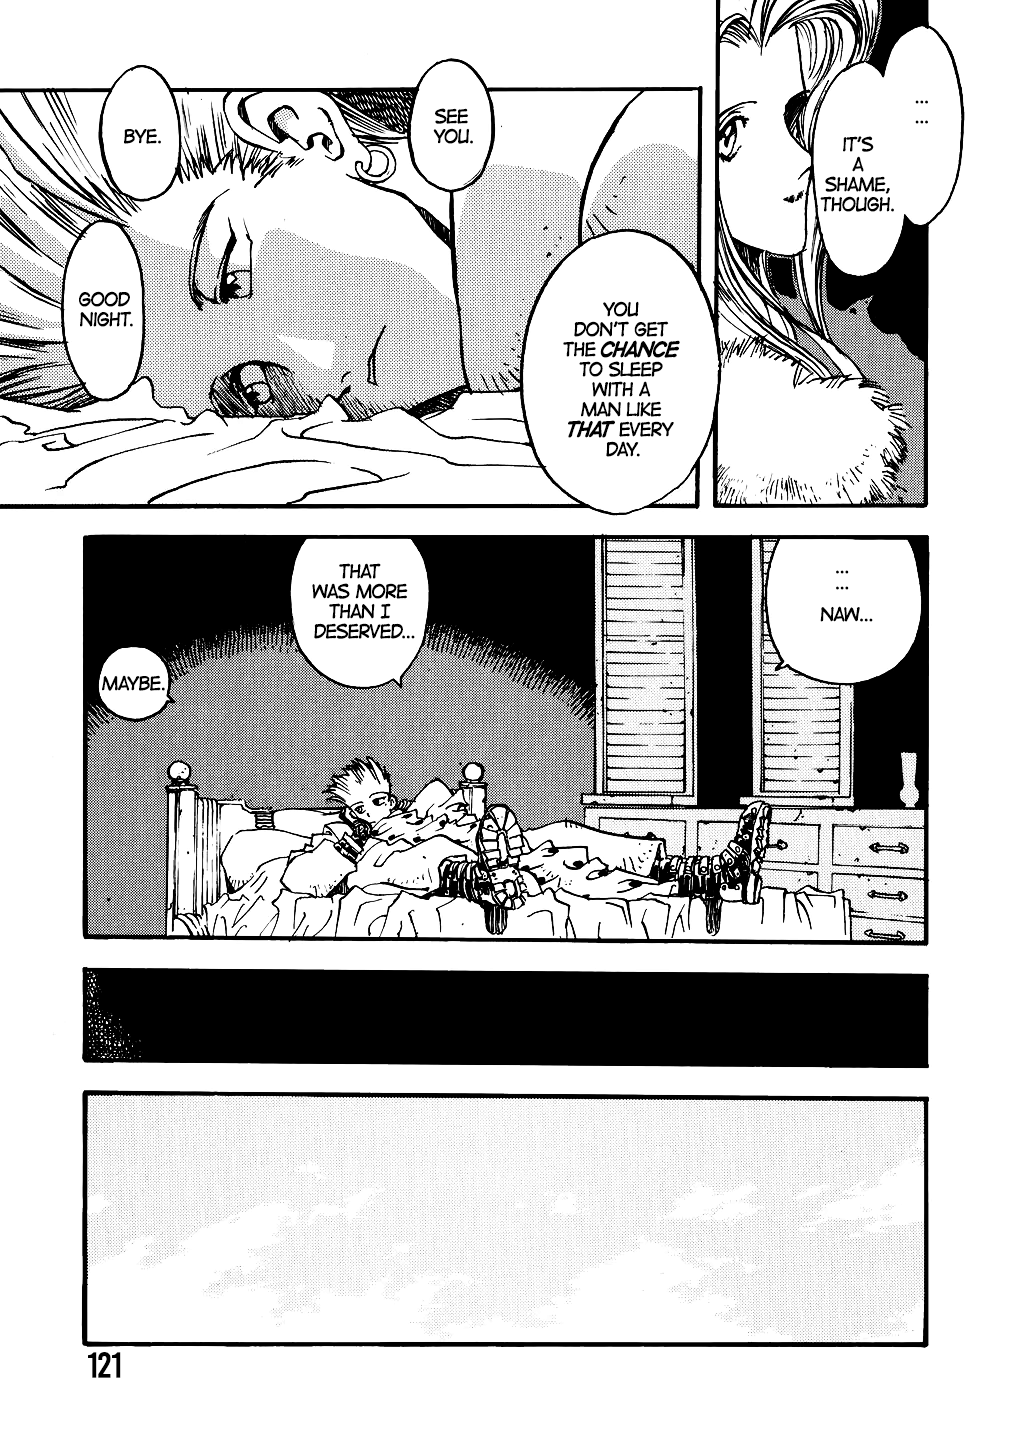 ...
...
IT'S
A
SHAME,
THOUGH.
YOU
DON'T GET
THE CHANCE
TO SLEEP
WITH A
MAN LIKE
THAT EVERY
DAY.
SEE
YOU.
BYE.
GOOD
NIGHT.
...
...
NAW...
THAT
WAS MORE
THAN I
DESERVED...
MAYBE.
121